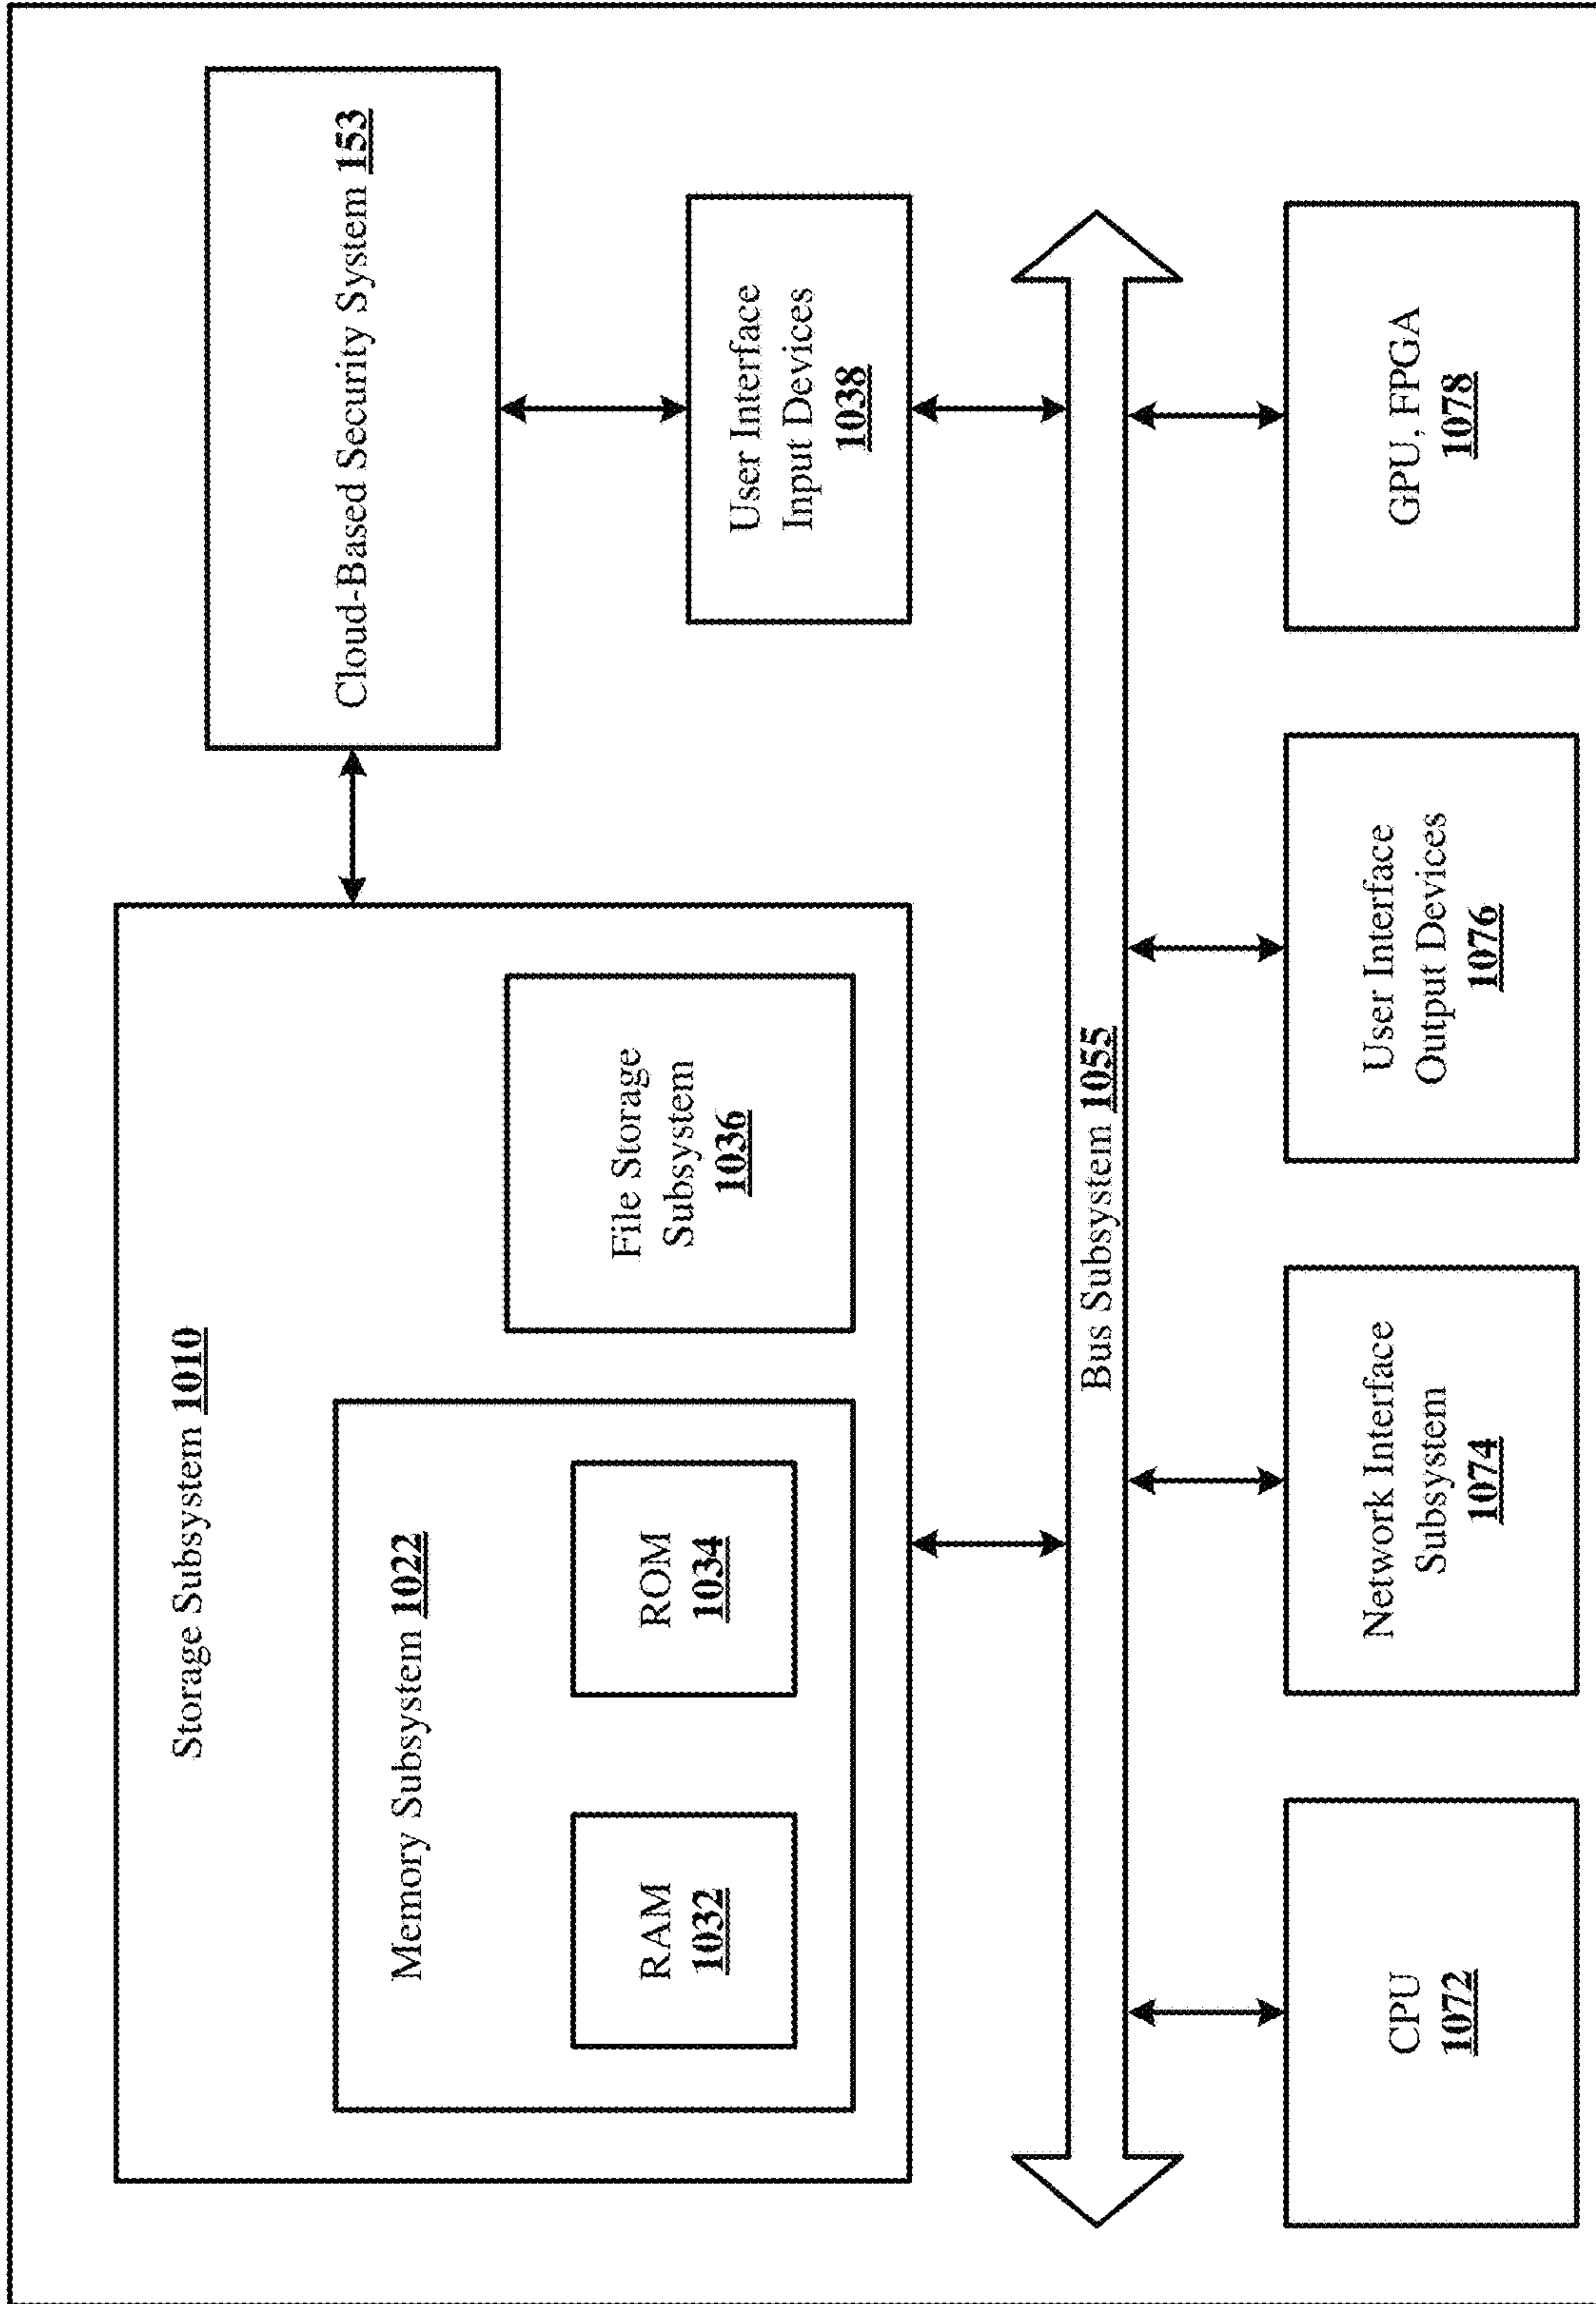 Storage Subsystem 1010
Memory Subsystem 1022
RAM
1032
ROM
1034
File Storage
Subsystem
1036
Cloud-Based Security System 153
User Interface
Input Devices
1038
Bus Subsystem 1055
CPU
1072
Network Interface
Subsystem
1074
User Interface
Output Devices
1076
GPU, FPGA
1078